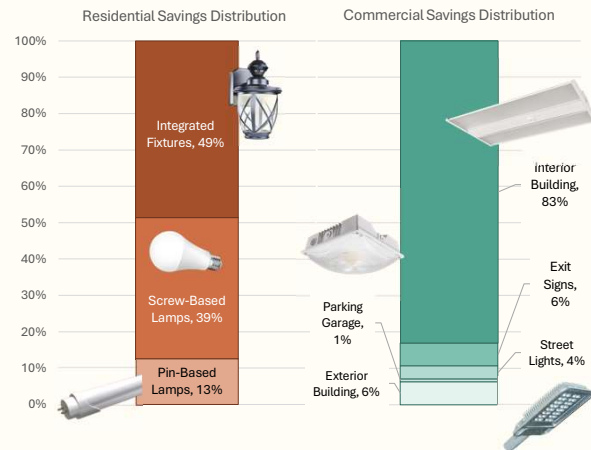 Residential Savings Distribution
Commercial Savings Distribution
100%
90%
80%
70%
60%
50%
40%
30%
20%
10%
0%
Integrated
Fixtures, 49%
Screw-Based
Lamps, 39%
Pin-Based
Lamps, 13%
Interior
Building,
83%
Exit
Signs,
6%
Parking
Garage,
1%
Street
Lights, 4%
Exterior
Building, 6%